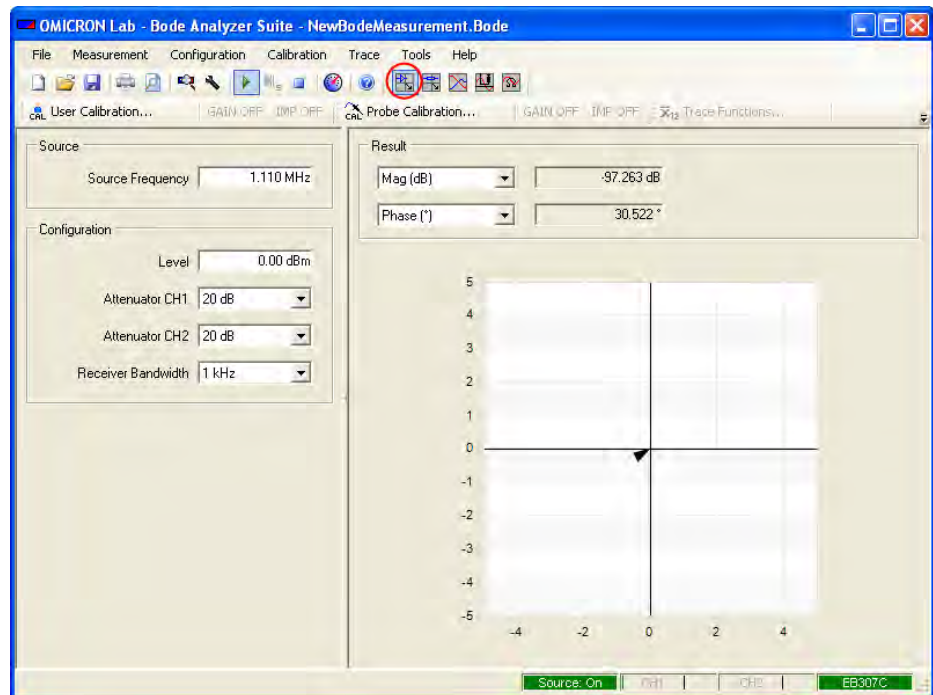 OMICRON Lab - Bode Analyzer Suite - NewBodeMeasurement.Bode
File Measurement Configuration Calibration Trace Tools Help
CAL User Calibration... GAIN OFF IMP OFF CAL Probe Calibration... GAIN OFF IMP OFF X12 Trace Functions...
Source
Source Frequency 1.110 MHz
Configuration
Level 0.00 dBm
Attenuator CH1 20 dB
Attenuator CH2 20 dB
Receiver Bandwidth 1 kHz
Result
Mag (dB) -97.263 dB
Phase (°) 30.522 °
5
4
3
2
1
0
-1
-2
-3
-4
-5
-4 -2 0 2 4
Source: On CH1 CH2 EB307C